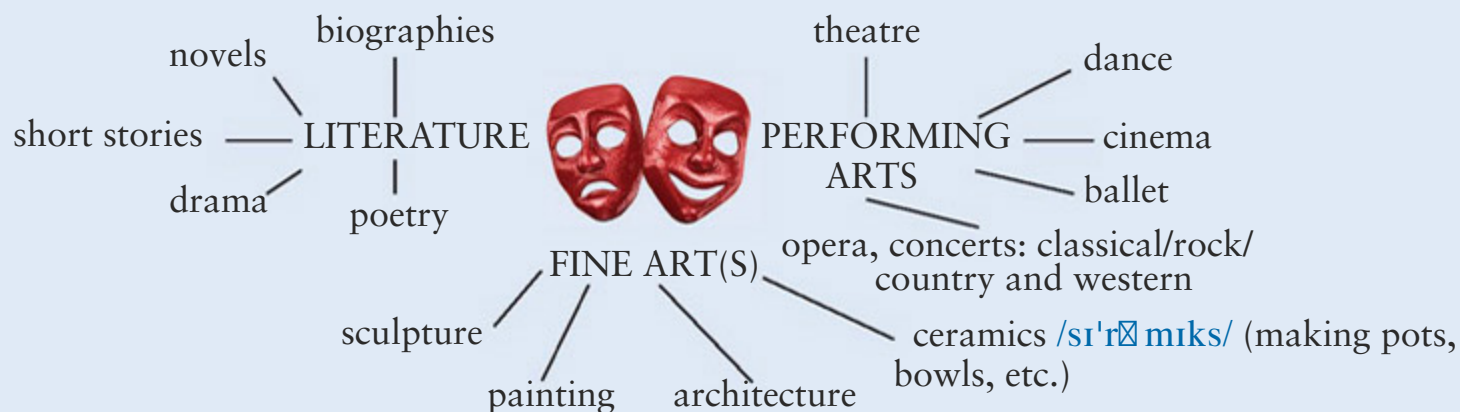 biographies
novels
short stories
LITERATURE
drama
poetry
theatre
dance
PERFORMING
ARTS
cinema
ballet
opera, concerts: classical/rock/
country and western
FINE ART(S)
sculpture
painting
architecture
ceramics /sɪˈr☒mɪks/ (making pots,
bowls, etc.)